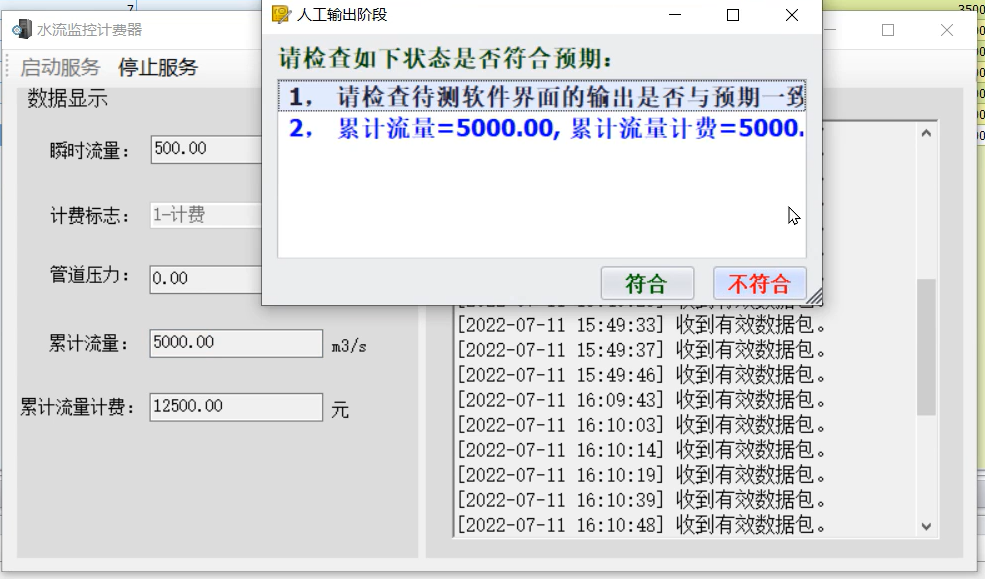 7
人工输出阶段
3500
水流监控计费器
请检查如下状态是否符合预期：
启动服务 停止服务
数据显示
1， 请检查待测软件界面的输出是否与预期一致
2， 累计流量=5000.00, 累计流量计费=5000.
瞬时流量： 500.00
计费标志： 1-计费
管道压力： 0.00
符合 不符合
[2022-07-11 15:49:33] 收到有效数据包。
累计流量： 5000.00 m3/s
[2022-07-11 15:49:37] 收到有效数据包。
[2022-07-11 15:49:46] 收到有效数据包。
累计流量计费： 12500.00 元
[2022-07-11 16:09:43] 收到有效数据包。
[2022-07-11 16:10:03] 收到有效数据包。
[2022-07-11 16:10:14] 收到有效数据包。
[2022-07-11 16:10:19] 收到有效数据包。
[2022-07-11 16:10:39] 收到有效数据包。
[2022-07-11 16:10:48] 收到有效数据包。